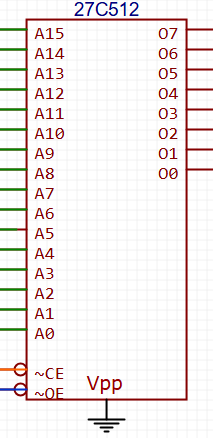 27C512
A15 O7
A14 O6
A13 O5
A12 O4
A11 O3
A10 O2
A9 O1
A8 O0
A7
A6
A5
A4
A3
A2
A1
A0
~CE
Vpp
~OE